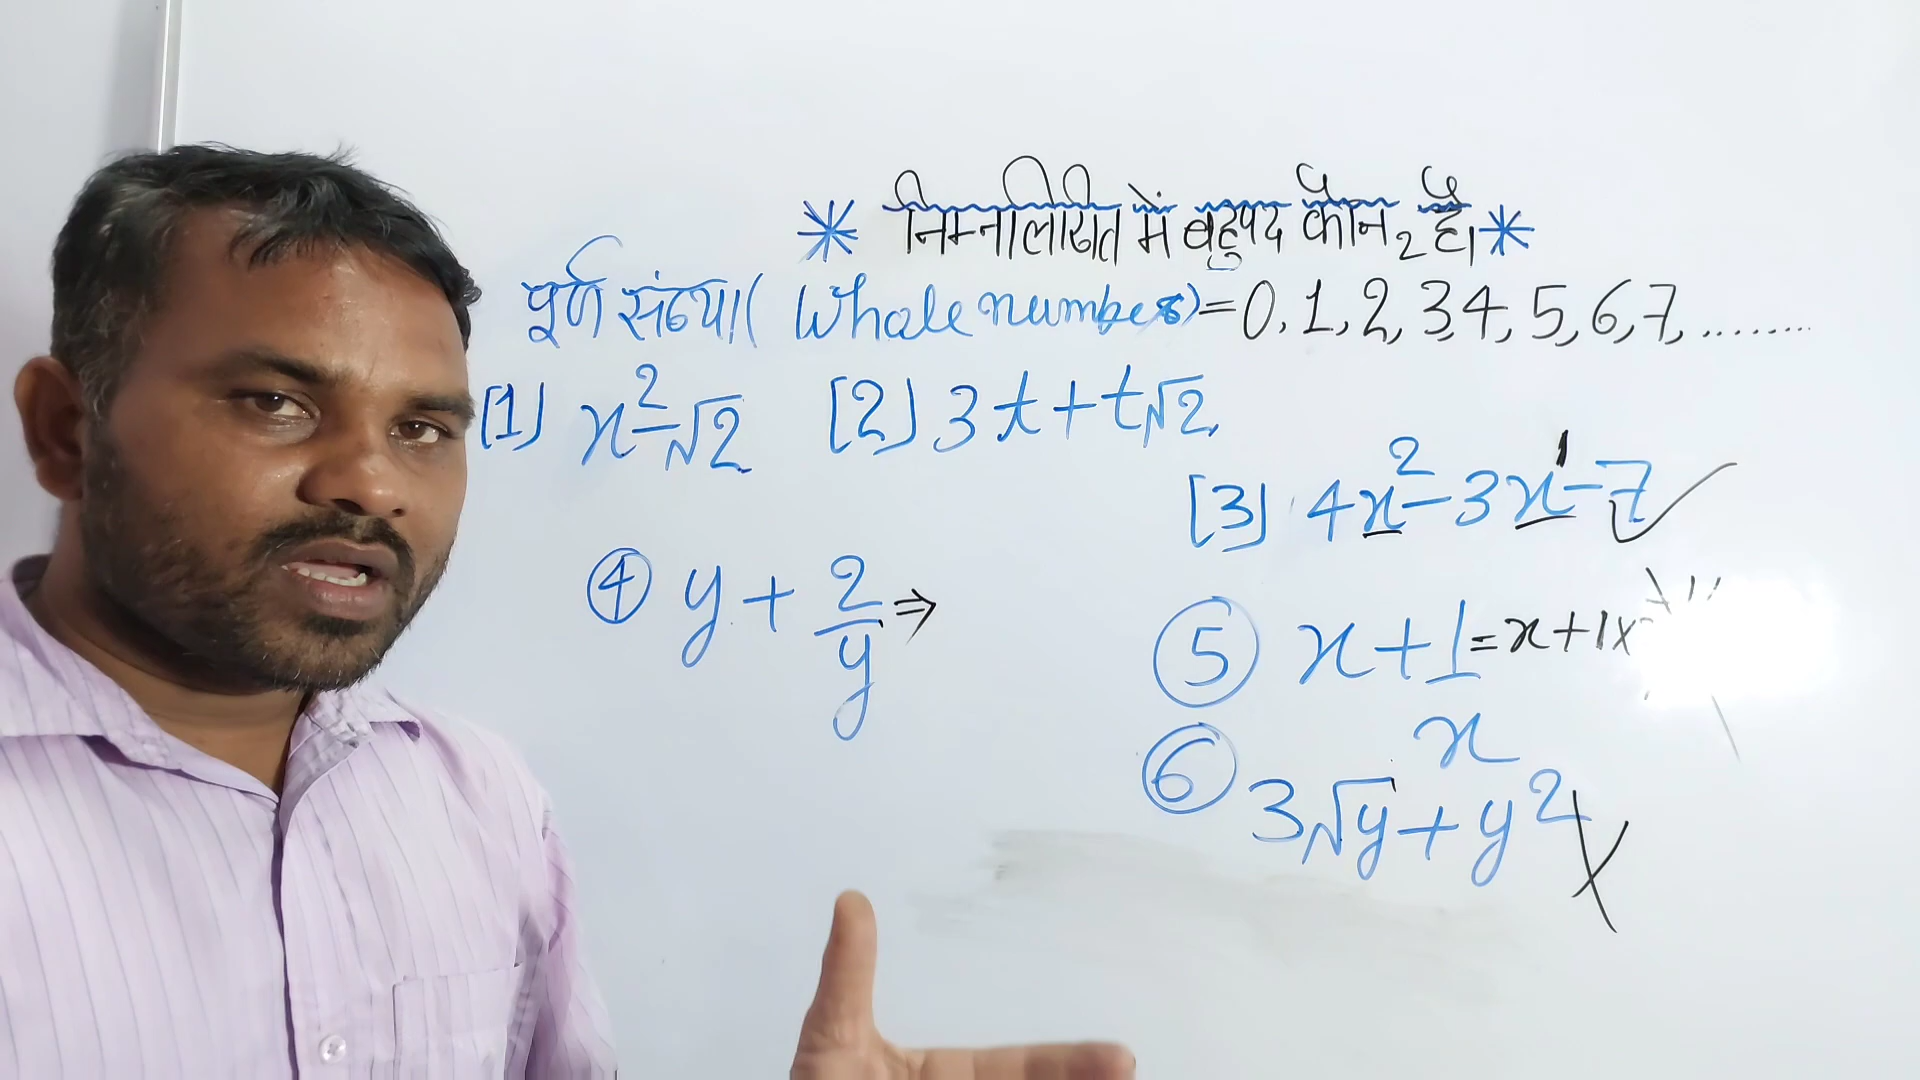 * निम्नलिखित में बहुपद कौन 2 है। *
पूर्ण संख्या ( Whole numbers) = 0, 1, 2, 3, 4, 5, 6, 7, ........
[1] x²-√2 [2] 3t+t√2,
[3] 4x²-3x¹-7 ✓
④ y + 2/y ⇒
⑤ x + 1/x = x+1x
⑥ 3√y + y² X